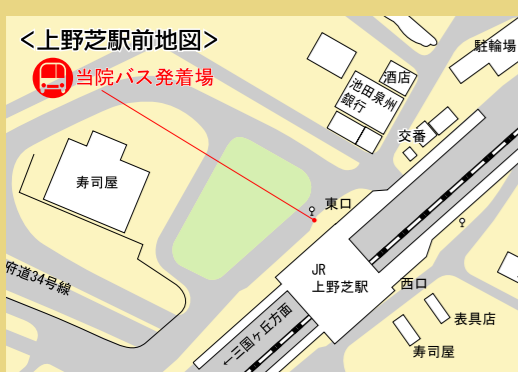 <上野芝駅前地図>
当院バス発着場
駐輪場
酒店
池田泉州
銀行
交番
寿司屋
東口
JR
上野芝駅
西口
府道34号線
←三国ヶ丘方面
表具店
寿司屋